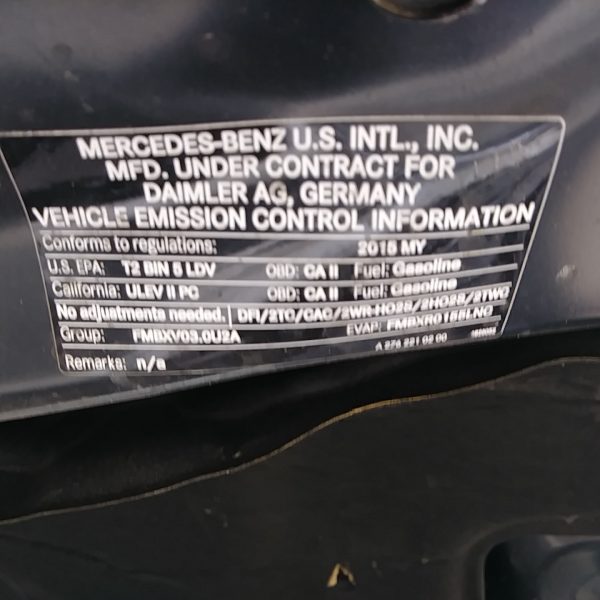 MERCEDES-BENZ U.S. INTL., INC.
MFD. UNDER CONTRACT FOR
DAIMLER AG, GERMANY
VEHICLE EMISSION CONTROL INFORMATION
Conforms to regulations: 2015 MY
U.S. EPA: T2 BIN 5 LDV OBD: CA II Fuel: Gasoline
California: ULEV II PC OBD: CA II Fuel: Gasoline
No adjustments needed. DFI/2TC/CAC/2WR-HO2S/2HO2S/2TWC
Group: FMBXV03.0U2A EVAP: FMBXR0155LNC
A 276 221 02 00
Remarks: n/a